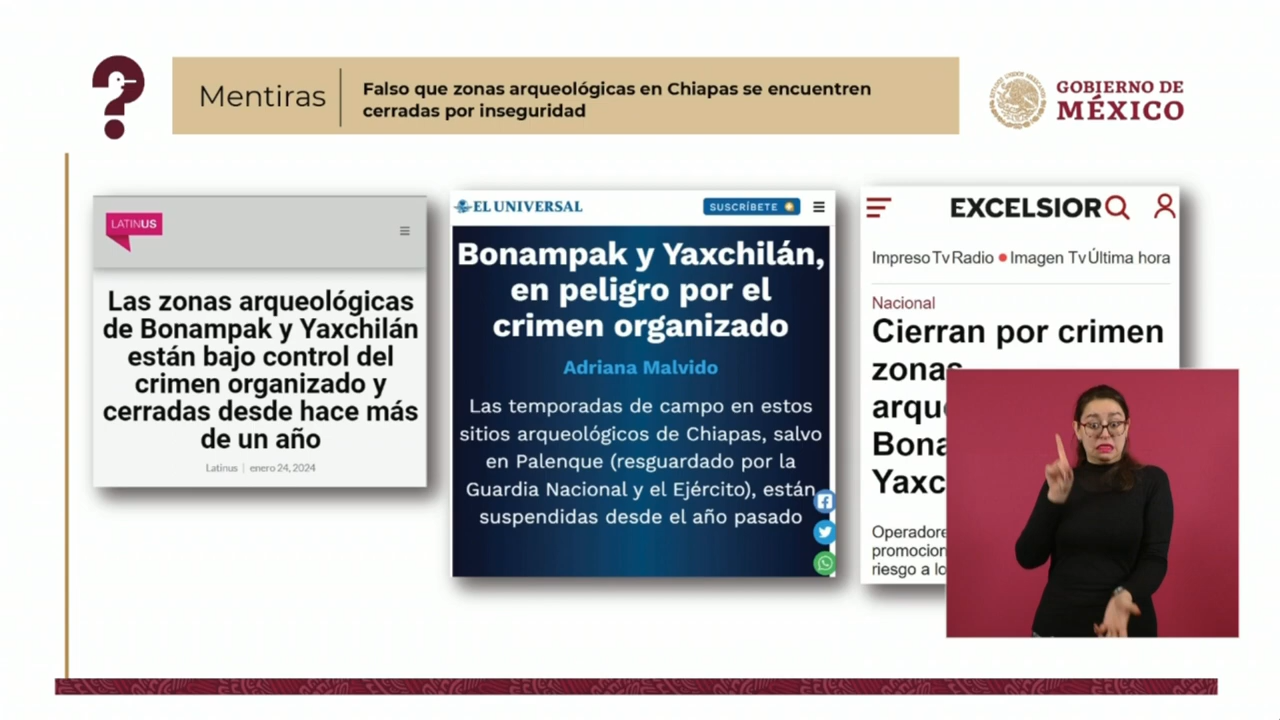 Mentiras
Falso que zonas arqueológicas en Chiapas se encuentren
cerradas por inseguridad
GOBIERNO DE
MÉXICO
LATINUS
Las zonas arqueológicas
de Bonampak y Yaxchilán
están bajo control del
crimen organizado y
cerradas desde hace más
de un año
Latinus | enero 24, 2024
EL UNIVERSAL
SUSCRÍBETE
Bonampak y Yaxchilán,
en peligro por el
crimen organizado
Adriana Malvido
Las temporadas de campo en estos
sitios arqueológicos de Chiapas, salvo
en Palenque (resguardado por la
Guardia Nacional y el Ejército), están
suspendidas desde el año pasado
EXCELSIOR
Impreso Tv Radio Imagen Tv Última hora
Nacional
Cierran por crimen
zonas
riesgo a